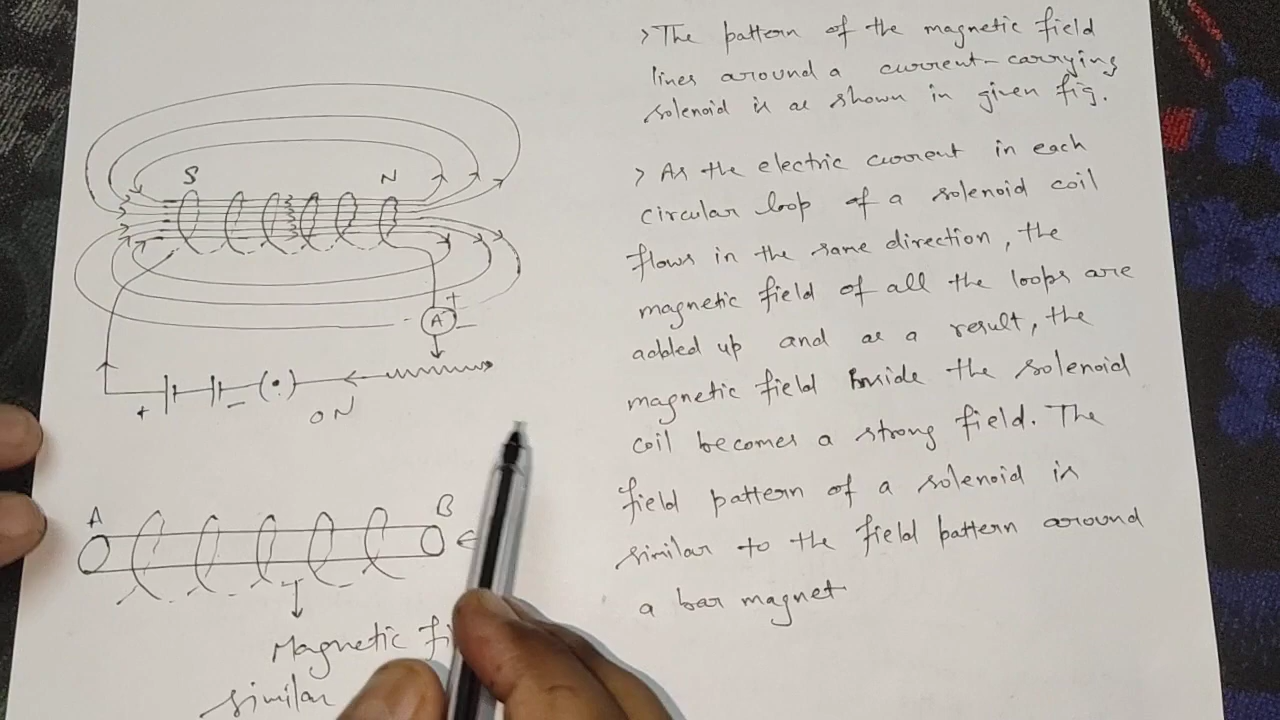 S
N
A
+
-
+
-
ON
A
B
Magnetic
similar
>The pattern of the magnetic field
lines around a current-carrying
solenoid is as shown in given fig.
> As the electric current in each
circular loop of a solenoid coil
flows in the same direction, the
magnetic field of all the loops are
added up and as a result, the
magnetic field inside the solenoid
coil becomes a strong field. The
field pattern of a solenoid is
similar to the field pattern around
a bar magnet